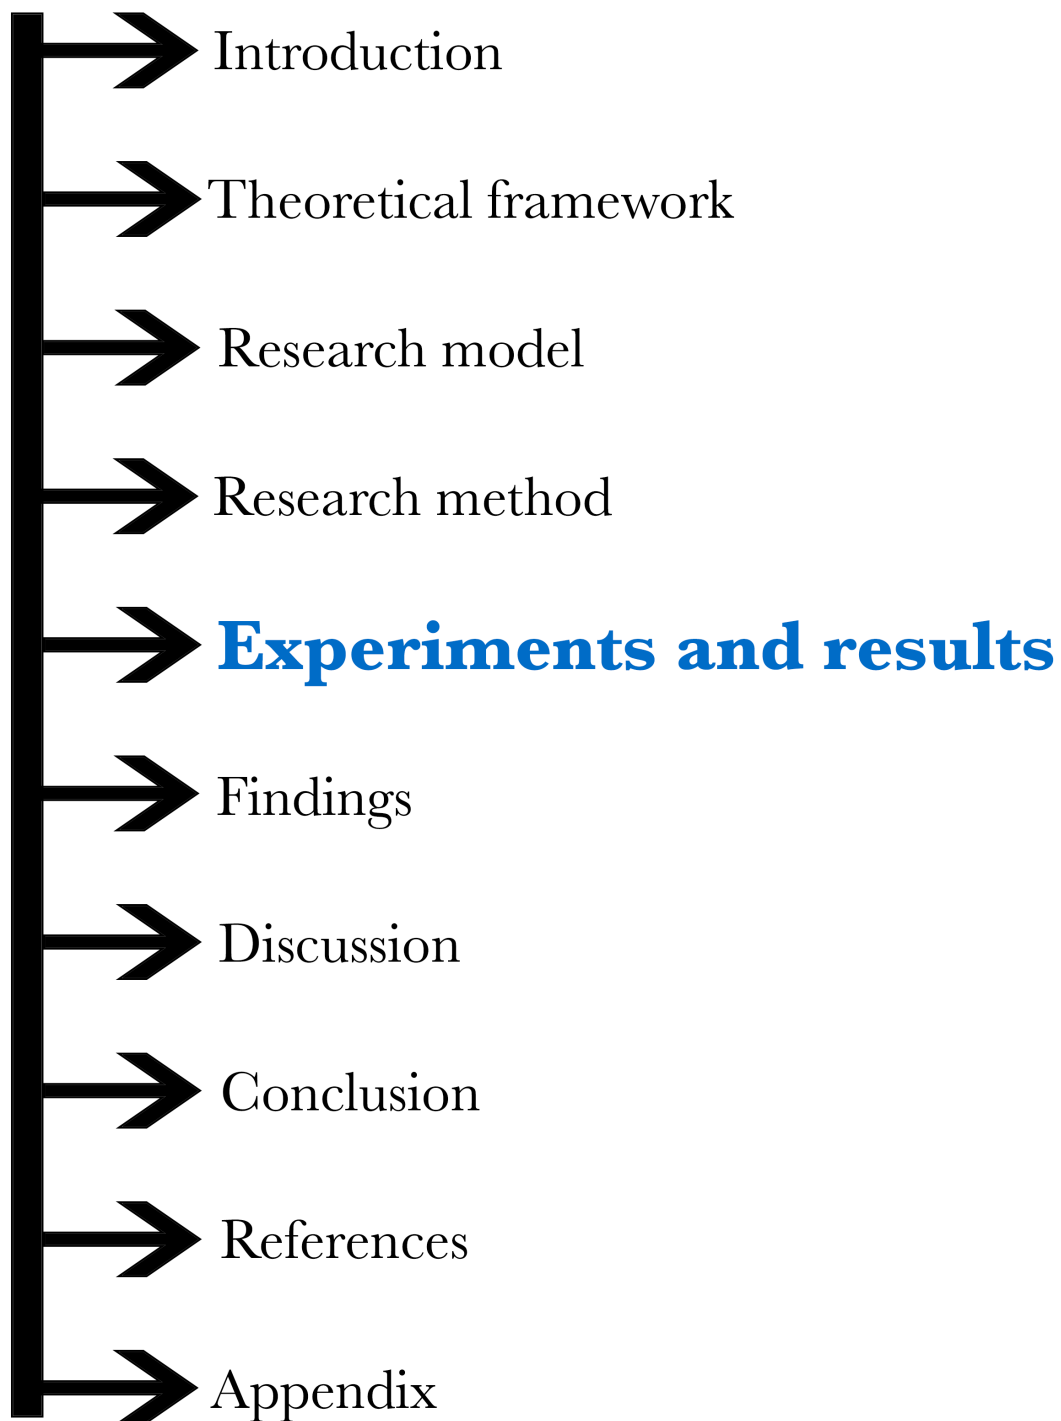 Introduction
Theoretical framework
Research model
Research method
Experiments and results
Findings
Discussion
Conclusion
References
Appendix